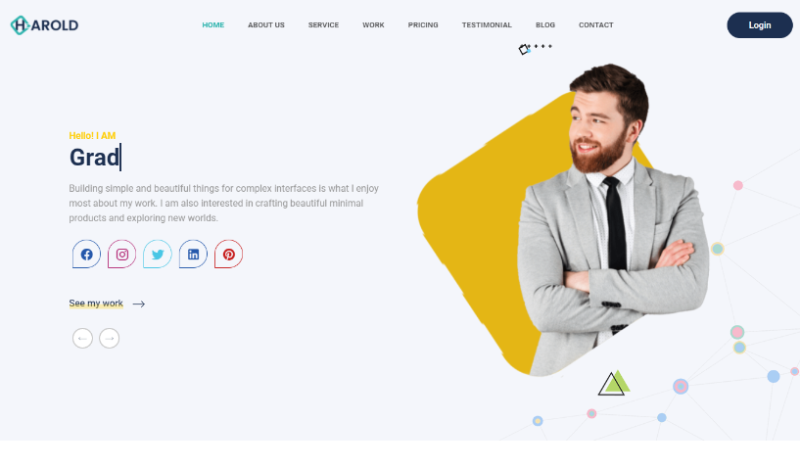 HAROLD
HOME ABOUT US SERVICE WORK PRICING TESTIMONIAL BLOG CONTACT
Login
Hello! I AM
Grad
Building simple and beautiful things for complex interfaces is what I enjoy
most about my work. I am also interested in crafting beautiful minimal
products and exploring new worlds.
See my work